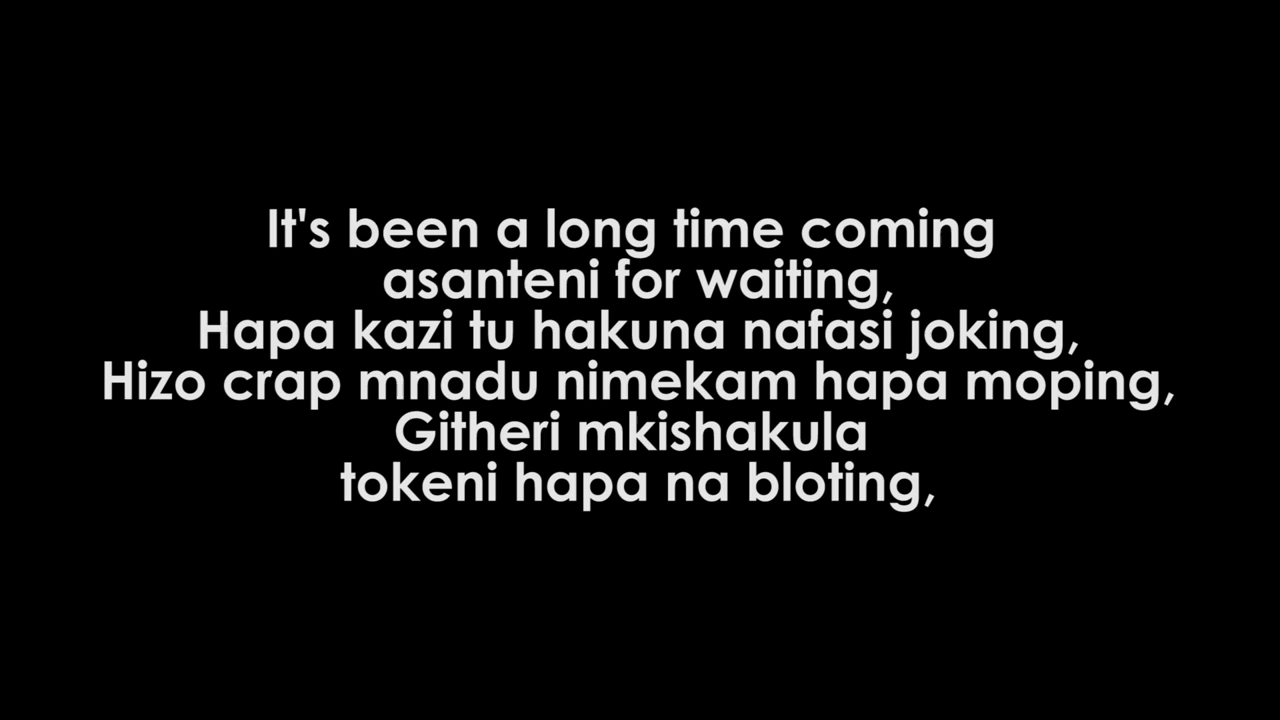 It's been a long time coming
asanteni for waiting,
Hapa kazi tu hakuna nafasi joking,
Hizo crap mnadu nimekam hapa moping,
Githeri mkishakula
tokeni hapa na bloting,